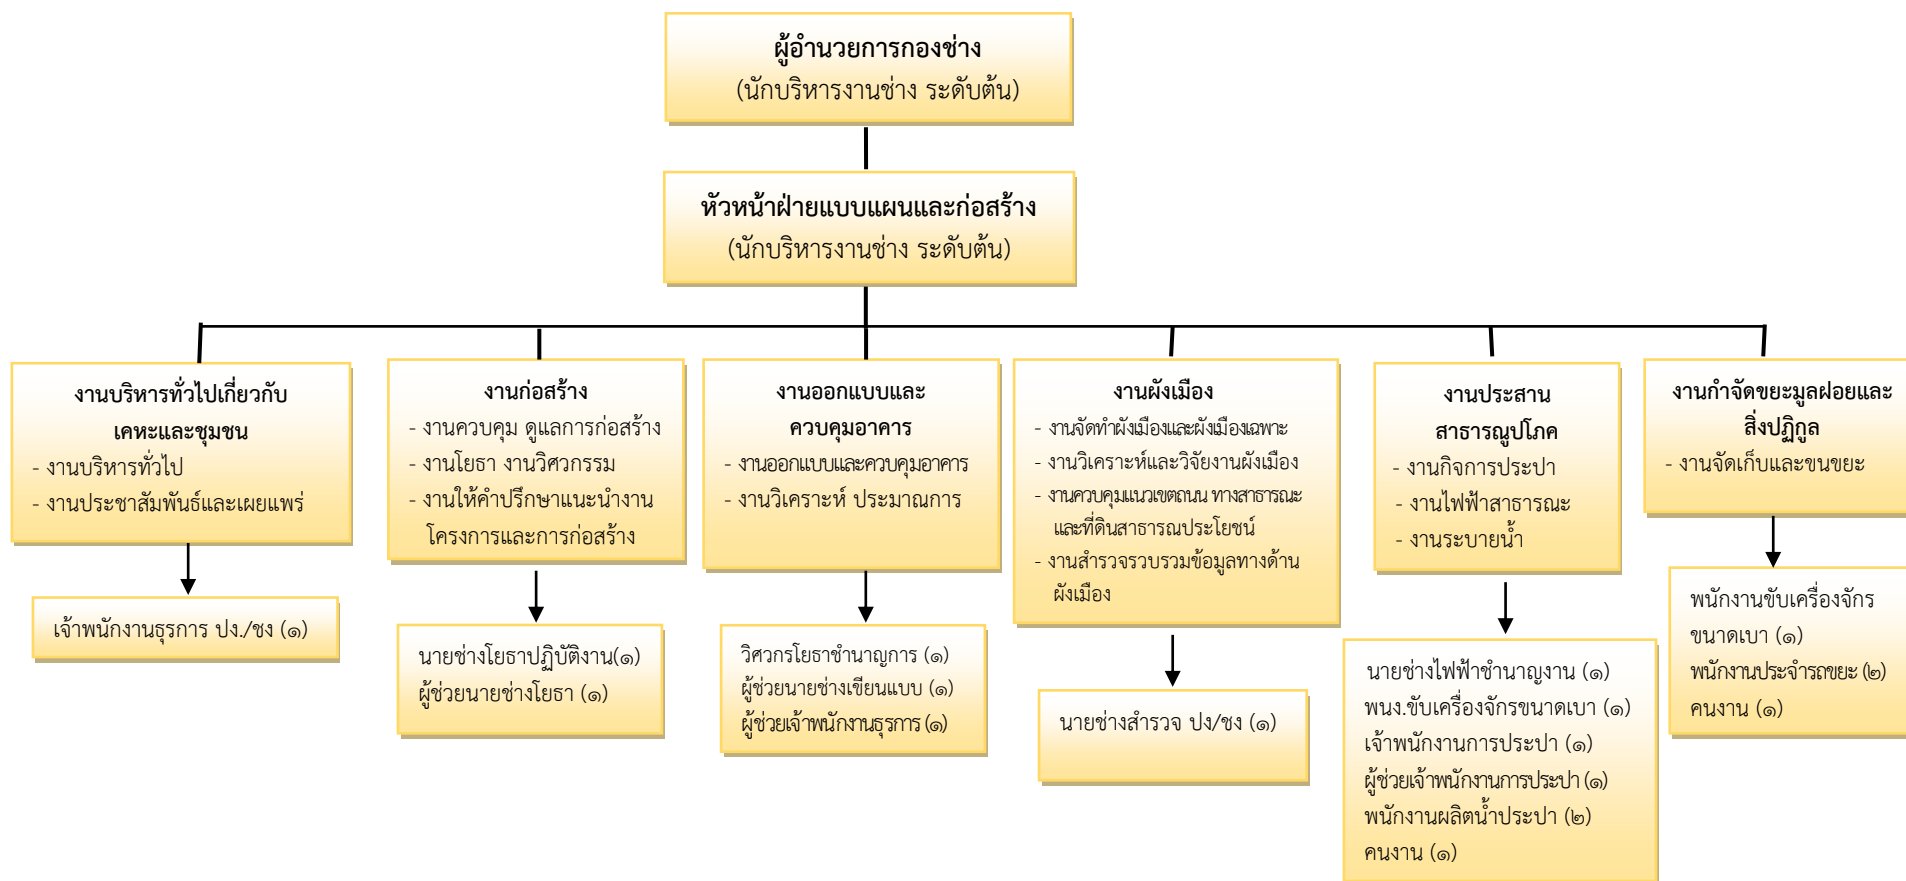 ผู้อำนวยการกองช่าง
(นักบริหารงานช่าง ระดับต้น)
หัวหน้าฝ่ายแบบแผนและก่อสร้าง
(นักบริหารงานช่าง ระดับต้น)
งานบริหารทั่วไปเกี่ยวกับ
เคหะและชุมชน
- งานบริหารทั่วไป
- งานประชาสัมพันธ์และเผยแพร่
เจ้าพนักงานธุรการ ปง./ชง (๑)
งานก่อสร้าง
- งานควบคุม ดูแลการก่อสร้าง
- งานโยธา งานวิศวกรรม
- งานให้คำปรึกษาแนะนำงาน
โครงการและการก่อสร้าง
นายช่างโยธาปฏิบัติงาน(๑)
ผู้ช่วยนายช่างโยธา (๑)
งานออกแบบและ
ควบคุมอาคาร
- งานออกแบบและควบคุมอาคาร
- งานวิเคราะห์ ประมาณการ
วิศวกรโยธาชำนาญการ (๑)
ผู้ช่วยนายช่างเขียนแบบ (๑)
ผู้ช่วยเจ้าพนักงานธุรการ (๑)
งานผังเมือง
- งานจัดทำผังเมืองและผังเมืองเฉพาะ
- งานวิเคราะห์และวิจัยงานผังเมือง
- งานควบคุมแนวเขตถนน ทางสาธารณะ
และที่ดินสาธารณประโยชน์
- งานสำรวจรวบรวมข้อมูลทางด้าน
ผังเมือง
นายช่างสำรวจ ปง/ชง (๑)
งานประสาน
สาธารณูปโภค
- งานกิจการประปา
- งานไฟฟ้าสาธารณะ
- งานระบายน้ำ
นายช่างไฟฟ้าชำนาญงาน (๑)
พนง.ขับเครื่องจักรขนาดเบา (๑)
เจ้าพนักงานการประปา (๑)
ผู้ช่วยเจ้าพนักงานการประปา (๑)
พนักงานผลิตน้ำประปา (๒)
คนงาน (๑)
งานกำจัดขยะมูลฝอยและ
สิ่งปฏิกูล
- งานจัดเก็บและขนขยะ
พนักงานขับเครื่องจักร
ขนาดเบา (๑)
พนักงานประจำรถขยะ (๒)
คนงาน (๑)